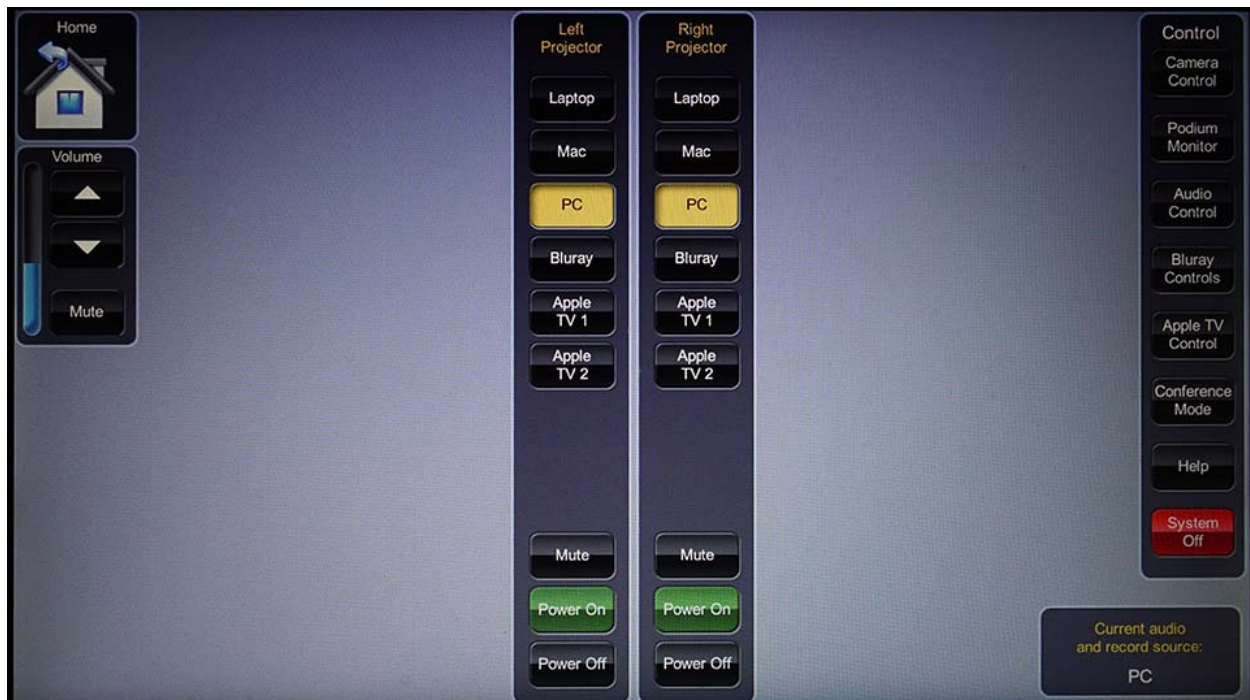 Home
Volume
Mute
Left
Projector
Laptop
Mac
PC
Bluray
Apple
TV 1
Apple
TV 2
Mute
Power On
Power Off
Right
Projector
Laptop
Mac
PC
Bluray
Apple
TV 1
Apple
TV 2
Mute
Power On
Power Off
Control
Camera
Control
Podium
Monitor
Audio
Control
Bluray
Controls
Apple TV
Control
Conference
Mode
Help
System
Off
Current audio
and record source:
PC